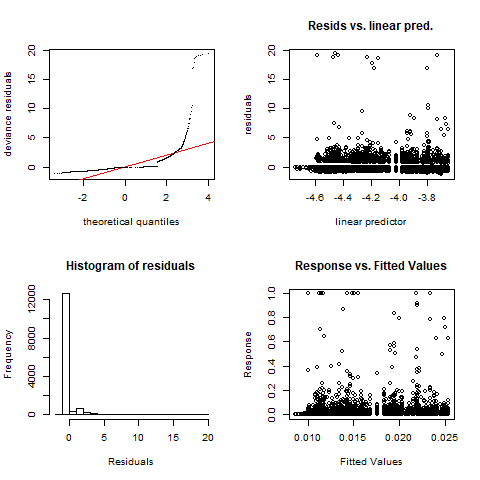 deviance residuals
20
15
10
5
0
-2 0 2 4
theoretical quantiles
Resids vs. linear pred.
residuals
20
15
10
5
0
-4.6 -4.4 -4.2 -4.0 -3.8
linear predictor
Histogram of residuals
Frequency
12000
8000
4000
0
0 5 10 15 20
Residuals
Response vs. Fitted Values
Response
1.0
0.8
0.6
0.4
0.2
0.0
0.010 0.015 0.020 0.025
Fitted Values